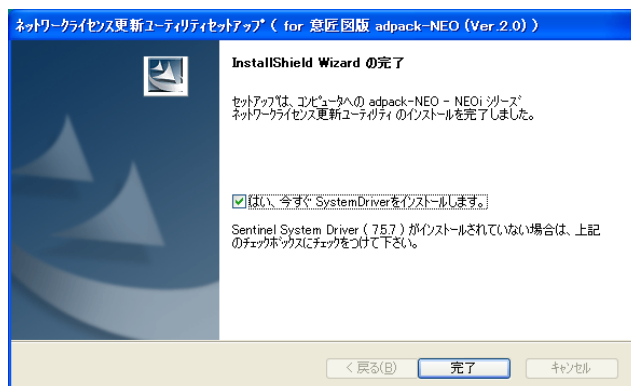 ﾈｯﾄﾜｰｸﾗｲｾﾝｽ更新ﾕｰﾃｨﾘﾃｨｾｯﾄｱｯﾌﾟ ( for 意匠図版 adpack-NEO (Ver.2.0) )
InstallShield Wizard の完了
ｾｯﾄｱｯﾌﾟは、ｺﾝﾋﾟｭｰﾀへの adpack-NEO - NEOi ｼﾘｰｽﾞ
ﾈｯﾄﾜｰｸﾗｲｾﾝｽ更新ﾕｰﾃｨﾘﾃｨ のｲﾝｽﾄｰﾙを完了しました。
はい、今すぐ SystemDriverをｲﾝｽﾄｰﾙします。
Sentinel System Driver ( 7.5.7 ) がｲﾝｽﾄｰﾙされていない場合は、上記
のﾁｪｯｸﾎﾞｯｸｽにﾁｪｯｸをつけて下さい。
< 戻る(B) 完了 ｷｬﾝｾﾙ